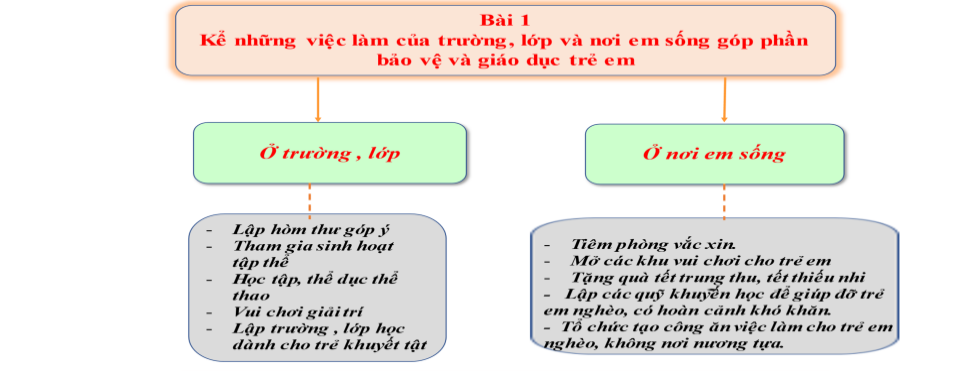 Bài 1
Kể những việc làm của trường, lớp và nơi em sống góp phần
bảo vệ và giáo dục trẻ em
Ở trường , lớp
Ở nơi em sống
- Lập hòm thư góp ý
- Tham gia sinh hoạt
tập thể
- Học tập, thể dục thể
thao
- Vui chơi giải trí
- Lập trường , lớp học
dành cho trẻ khuyết tật
- Tiêm phòng vắc xin.
- Mở các khu vui chơi cho trẻ em
- Tặng quà tết trung thu, tết thiếu nhi
- Lập các quỹ khuyến học để giúp đỡ trẻ
em nghèo, có hoàn cảnh khó khăn.
- Tổ chức tạo công ăn việc làm cho trẻ em
nghèo, không nơi nương tựa.